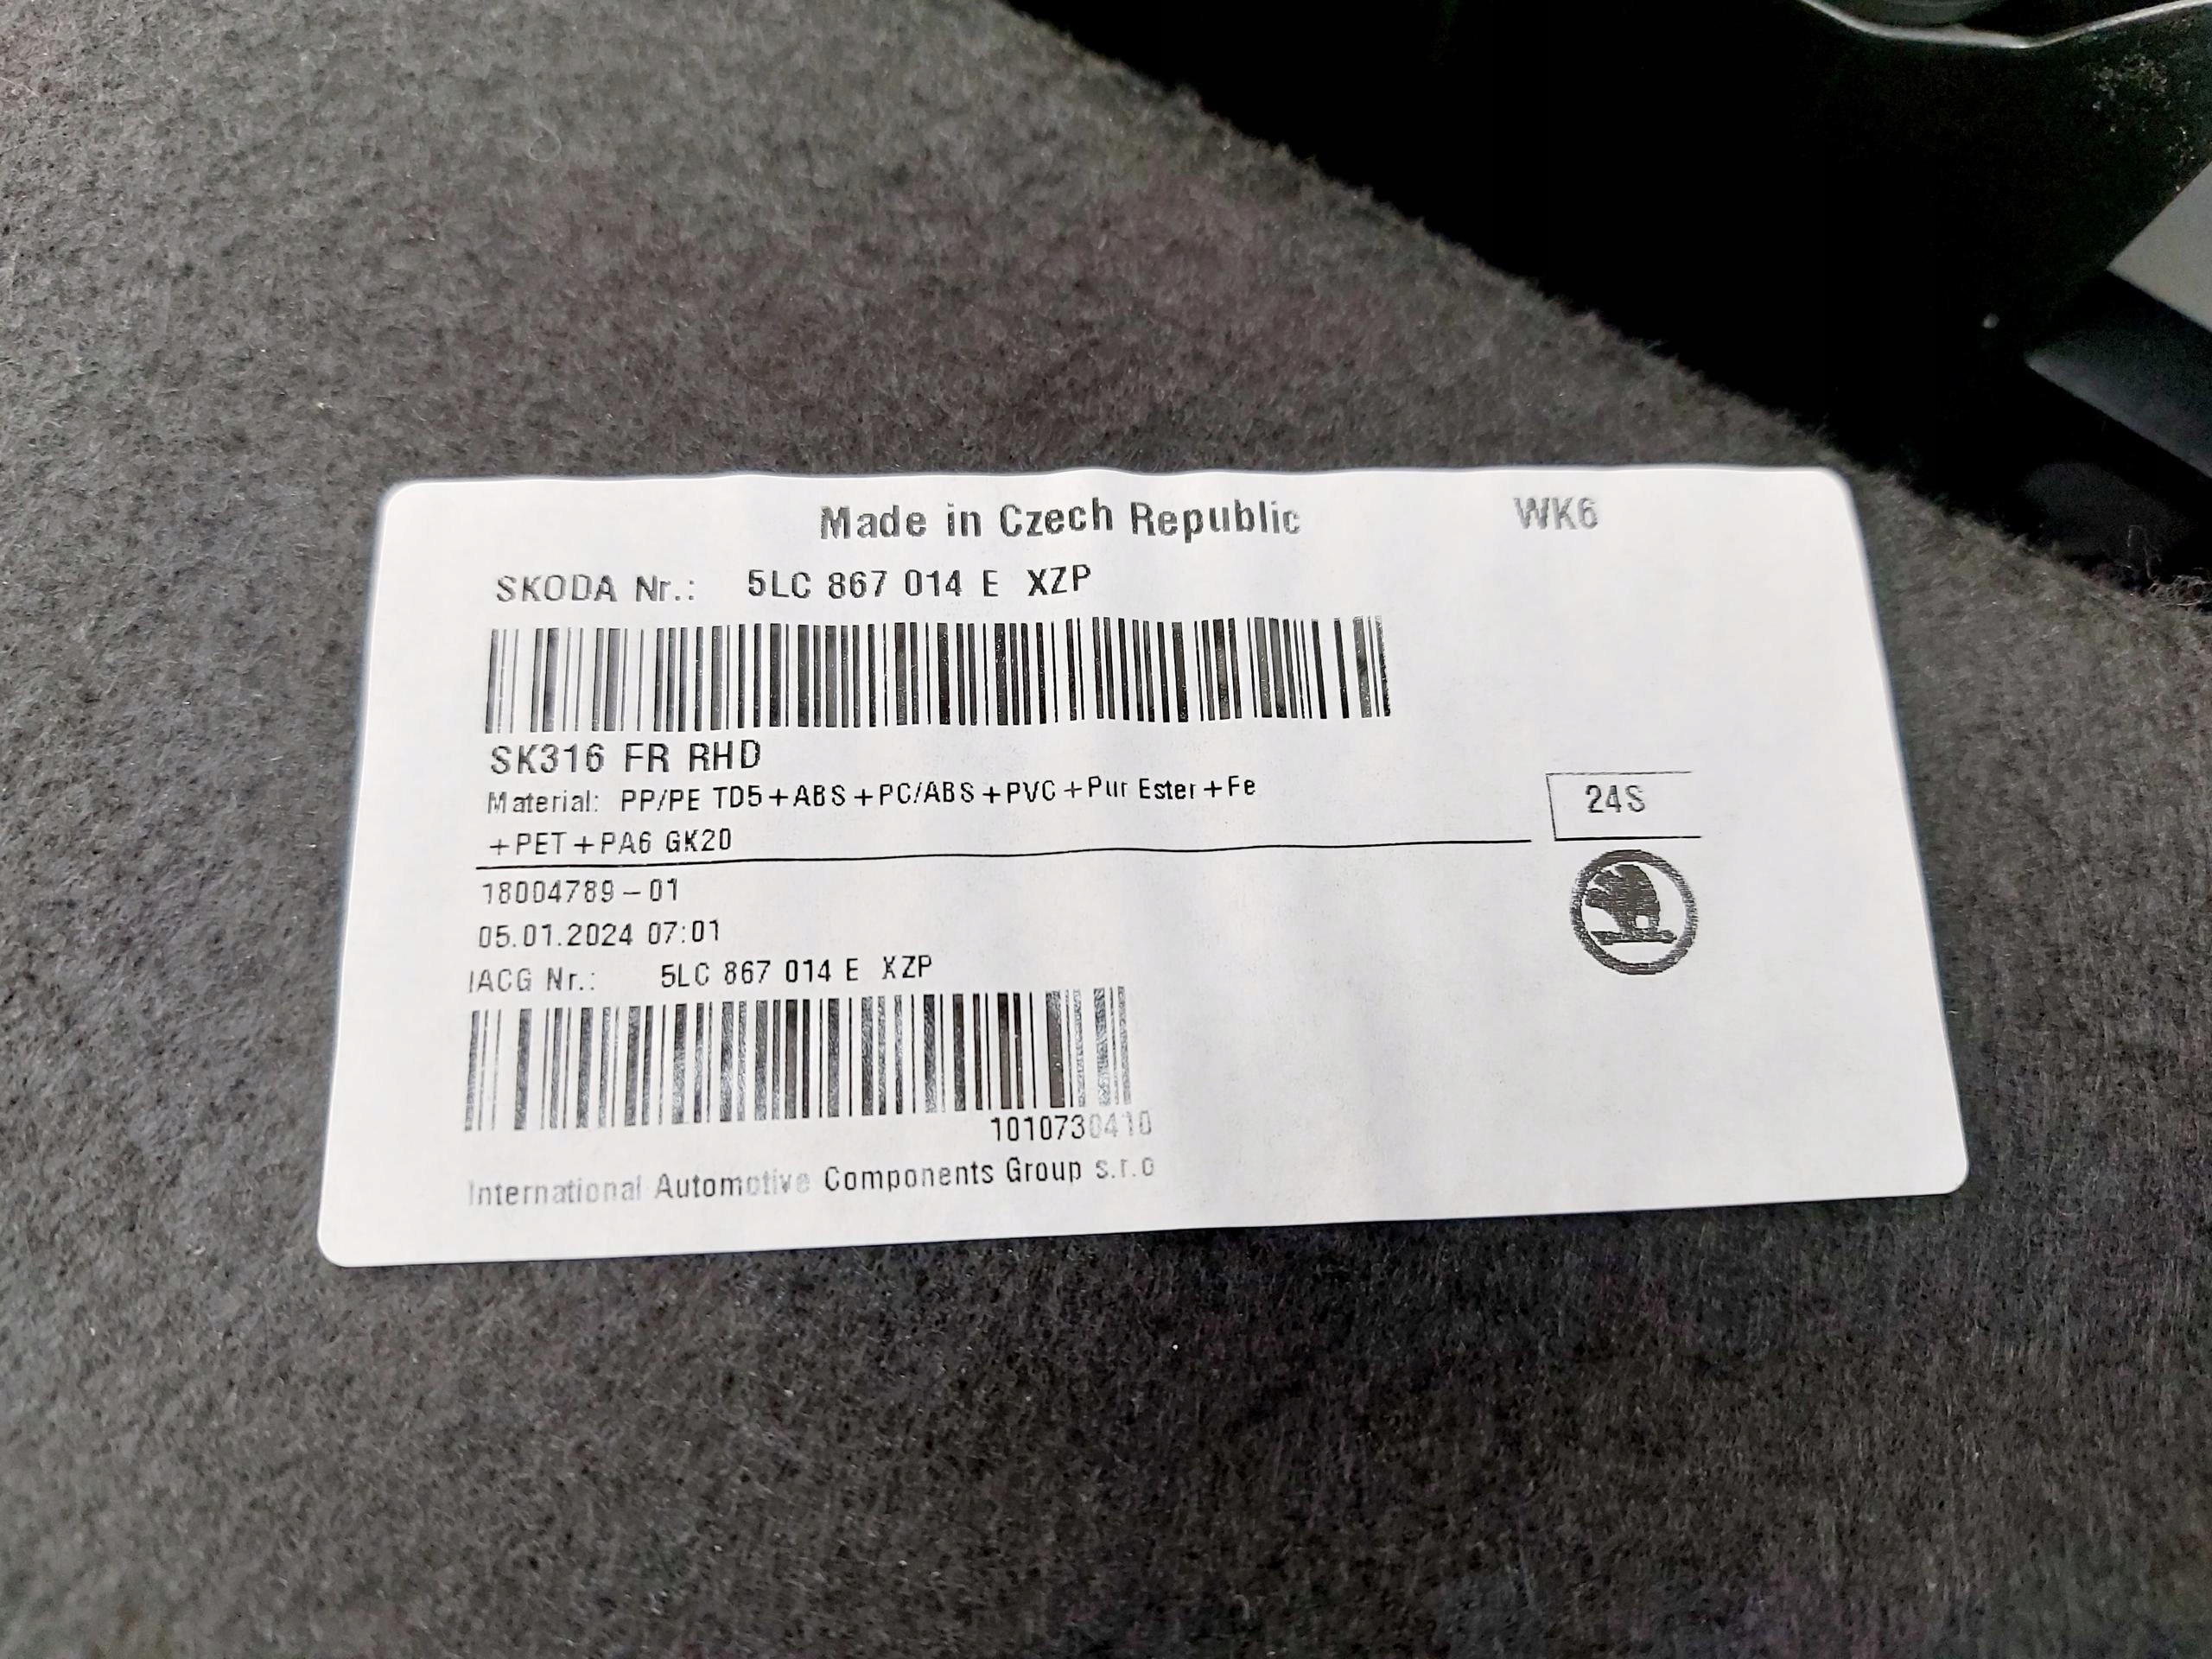 Made in Czech Republic WK6
SKODA Nr.: 5LC 867 014 E XZP
SK316 FR RHD
Material: PP/PE TD5+ABS+PC/ABS+PVC+Pur Ester+Fe
+PET+PA6 GK20
24S
18004789-01
05.01.2024 07:01
IACG Nr.: 5LC 867 014 E XZP
1010730410
International Automotive Components Group s.r.o